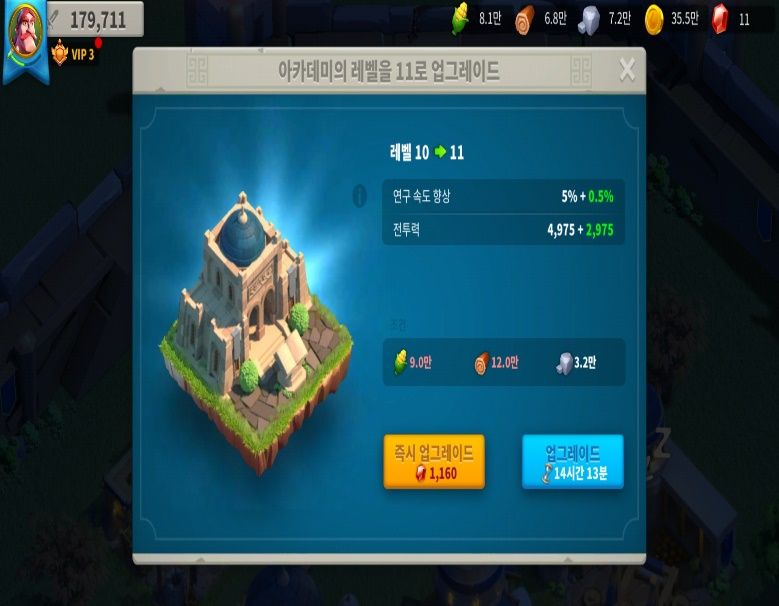 179,711
8.1만 6.8만 7.2만 35.5만 11
VIP 3
아카데미의 레벨을 11로 업그레이드
레벨 10 11
연구 속도 향상 5% + 0.5%
전투력 4,975 + 2,975
조건
9.0만 12.0만 3.2만
즉시 업그레이드 업그레이드
1,160 14시간 13분
Z